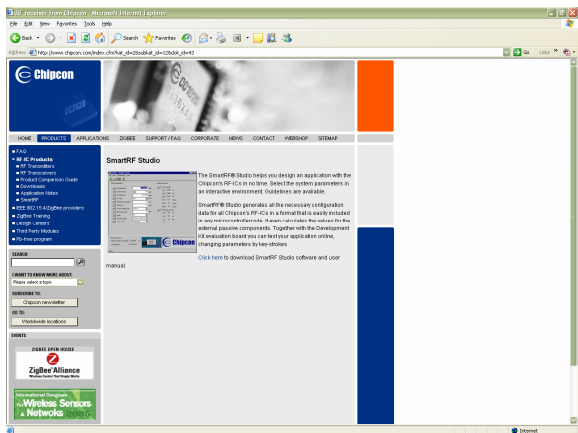 RF receiver from Chipcon - Microsoft Internet Explorer
File Edit View Favorites Tools Help
Back Search Favorites
Address http://www.chipcon.com/index.cfm?kat_id=2&subkat_id=12&dok_id=43 Go Links
Chipcon
CC2420
HOME PRODUCTS APPLICATIONS ZIGBEE SUPPORT / FAQ CORPORATE NEWS CONTACT WEBSHOP SITEMAP
FAQ
RF-IC Products
RF Transmitters
RF Transceivers
Product Comparison Guide
Downloads
Application Notes
SmartRF
IEEE 802.15.4/ZigBee providers
ZigBee Training
Design Centers
Third Party Modules
Pb-free program
SEARCH:
I WANT TO KNOW MORE ABOUT:
Please select a topic
SUBSCRIBE TO:
Chipcon newsletter
GO TO:
Worldwide locations
EVENTS
ZIGBEE OPEN HOUSE
ZigBee Alliance
Wireless Control That Simply Works
International Congress
Wireless Sensors
& Networks 2005
SmartRF Studio
The SmartRF® Studio helps you design an application with the
Chipcon's RF-ICs in no time. Select the system parameters in
an interactive environment. Guidelines are available.
SmartRF® Studio generates all the necessary configuration
data for all Chipcon's RF-ICs in a format that is easily included
in any microcontrollercode. It even calculates the values for the
external passive components. Together with the Development
Kit evaluation board you can test your application online,
changing parameters by key-strokes
Chipcon
Click here to download SmartRF Studio software and user
manual.
Internet